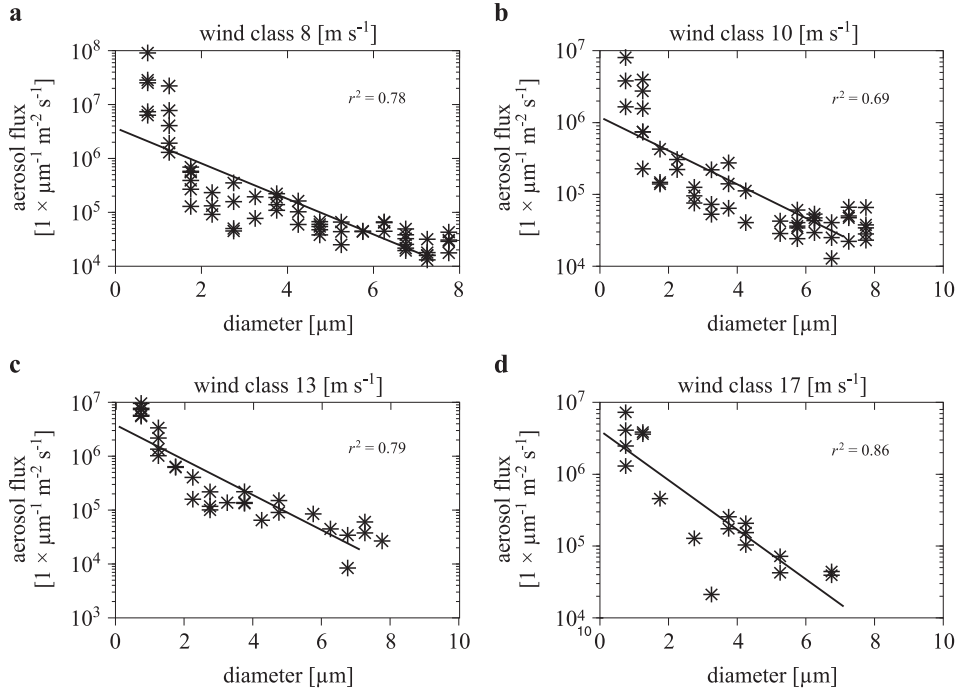 a
wind class 8 [m s⁻¹]
10⁸
10⁷
10⁶
10⁵
10⁴
aerosol flux
[1 × µm⁻¹ m⁻² s⁻¹]
r² = 0.78
0 2 4 6 8
diameter [µm]
b
wind class 10 [m s⁻¹]
10⁷
10⁶
10⁵
10⁴
aerosol flux
[1 × µm⁻¹ m⁻² s⁻¹]
r² = 0.69
0 2 4 6 8 10
diameter [µm]
c
wind class 13 [m s⁻¹]
10⁷
10⁶
10⁵
10⁴
10³
aerosol flux
[1 × µm⁻¹ m⁻² s⁻¹]
r² = 0.79
0 2 4 6 8 10
diameter [µm]
d
wind class 17 [m s⁻¹]
10⁷
10⁶
10⁵
10⁴
10
aerosol flux
[1 × µm⁻¹ m⁻² s⁻¹]
r² = 0.86
0 2 4 6 8 10
diameter [µm]